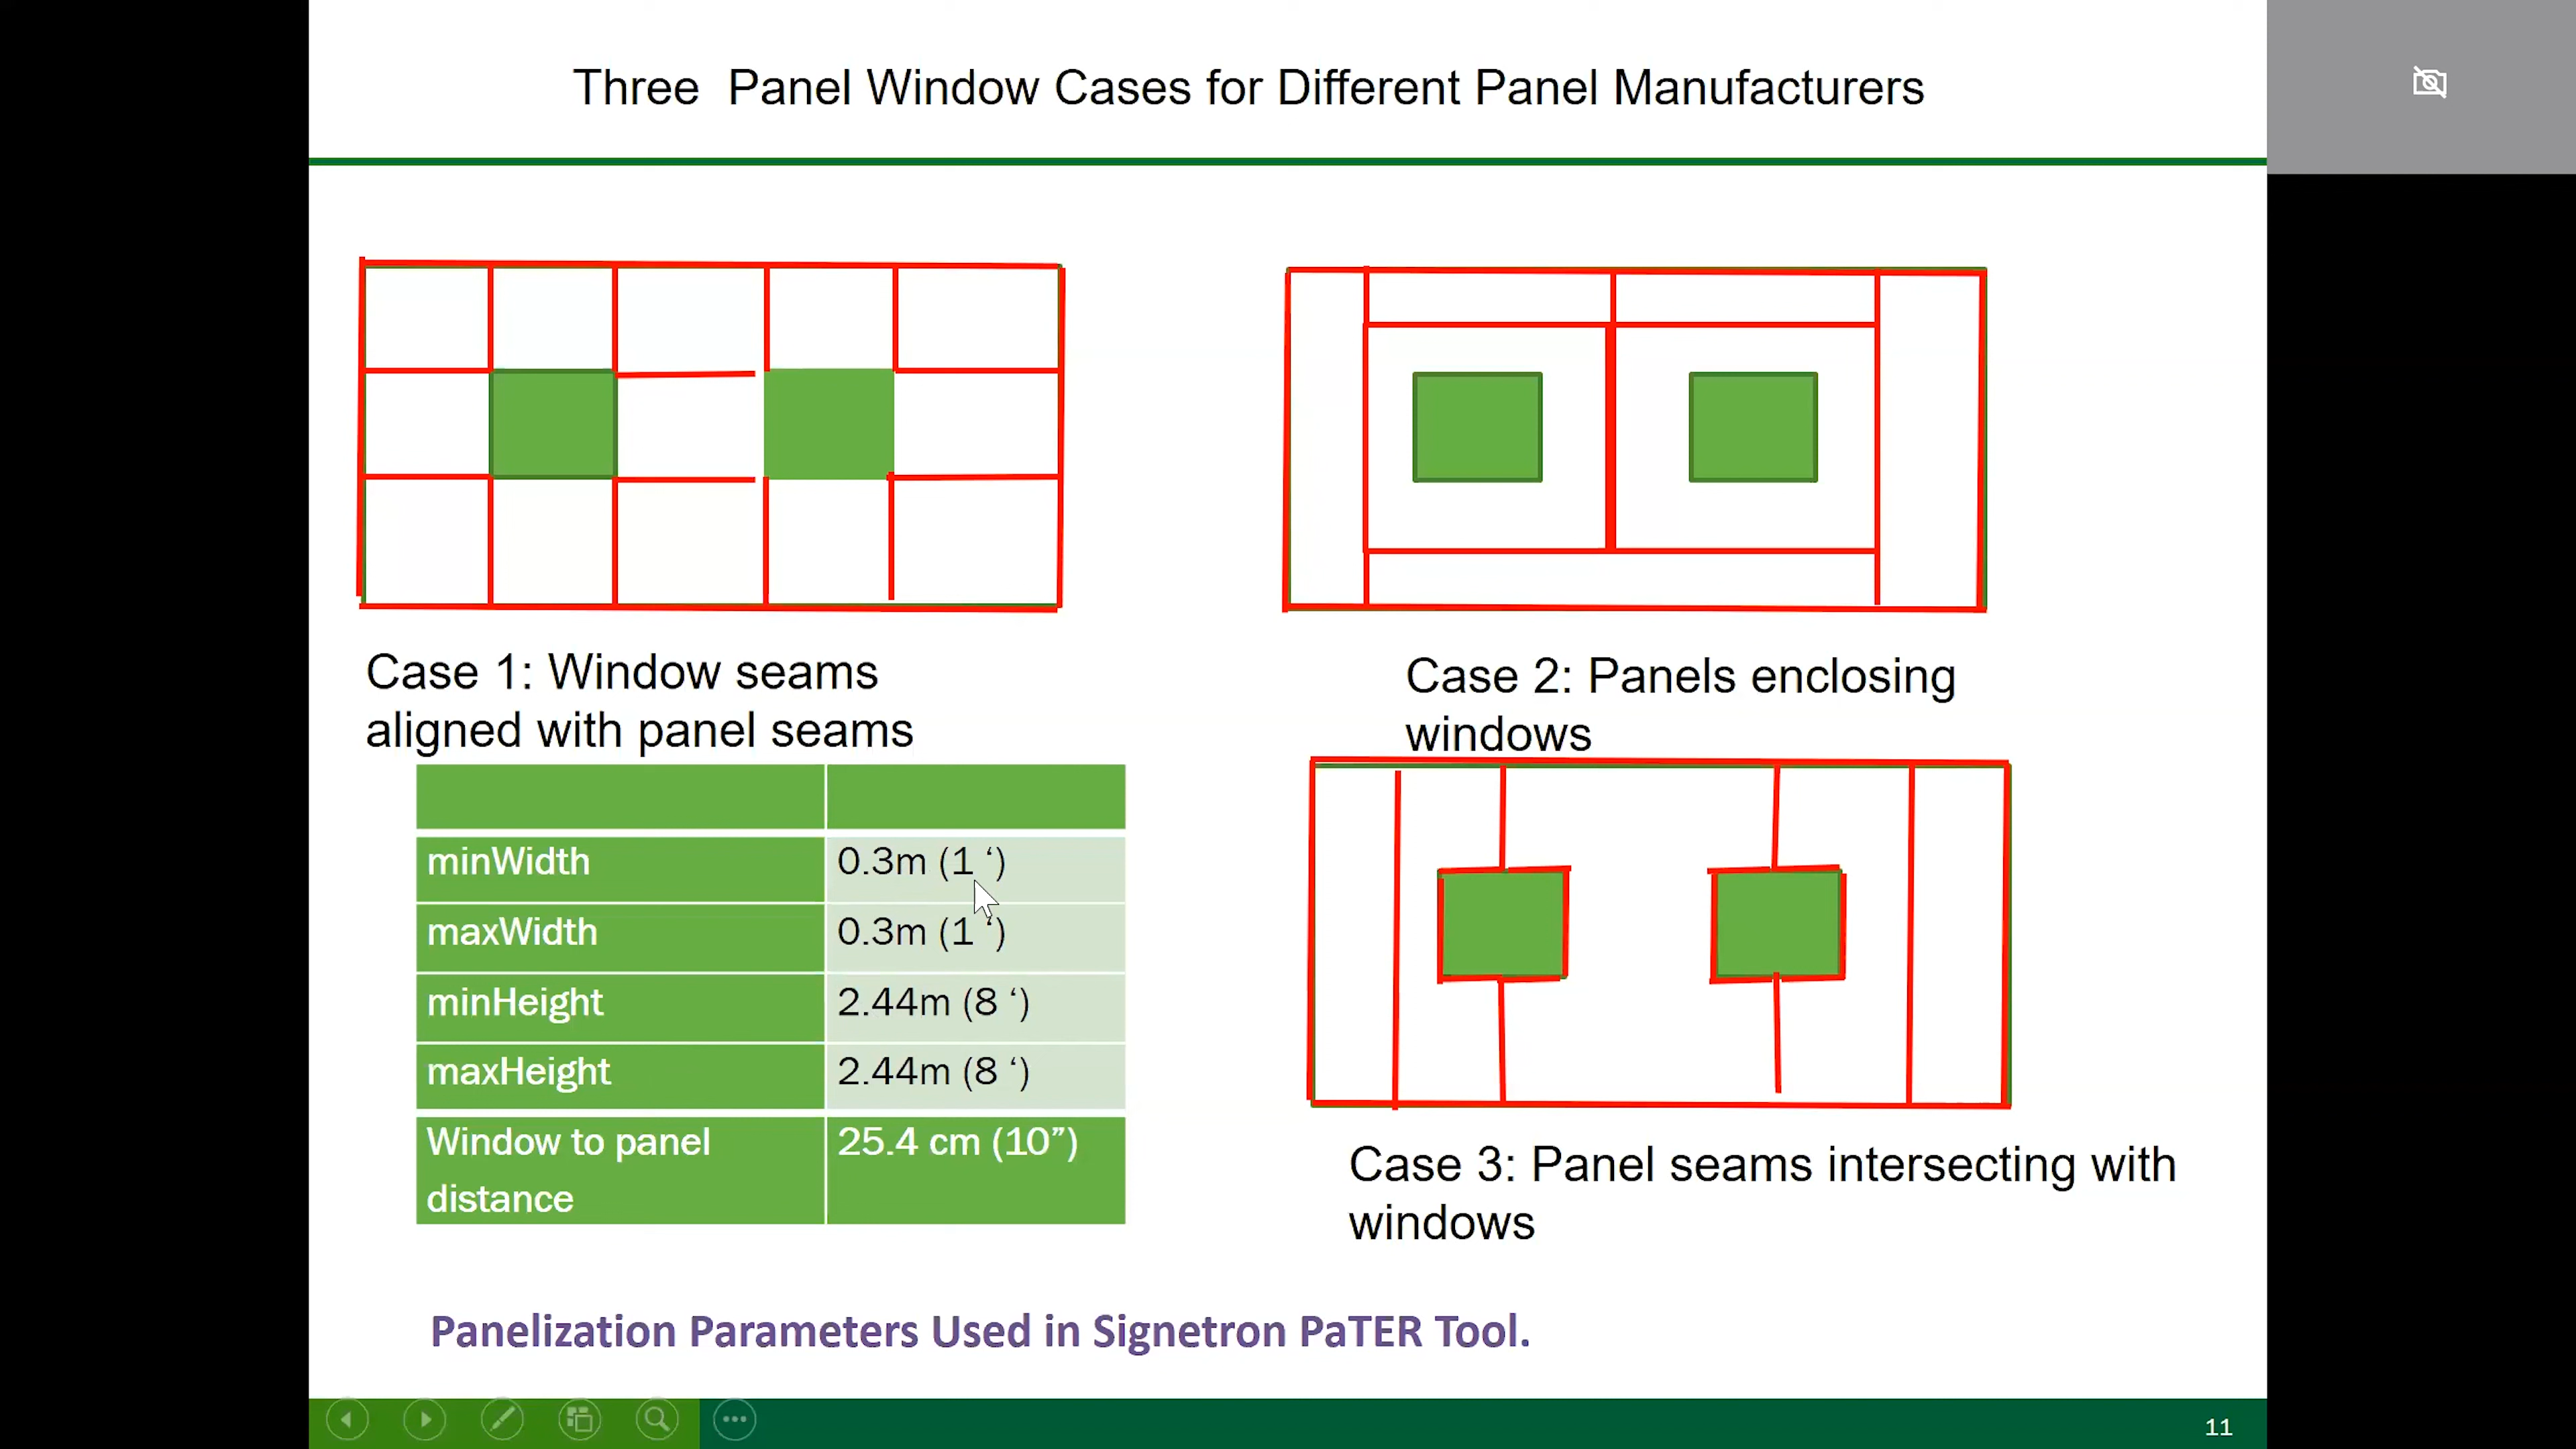 Three  Panel Window Cases for Different Panel Manufacturers
Case 1: Window seams
aligned with panel seams
Case 2: Panels enclosing
windows
minWidth 0.3m (1 ‘)
maxWidth 0.3m (1 ‘)
minHeight 2.44m (8 ‘)
maxHeight 2.44m (8 ‘)
Window to panel 25.4 cm (10”)
distance
Case 3: Panel seams intersecting with
windows
Panelization Parameters Used in Signetron PaTER Tool.
11